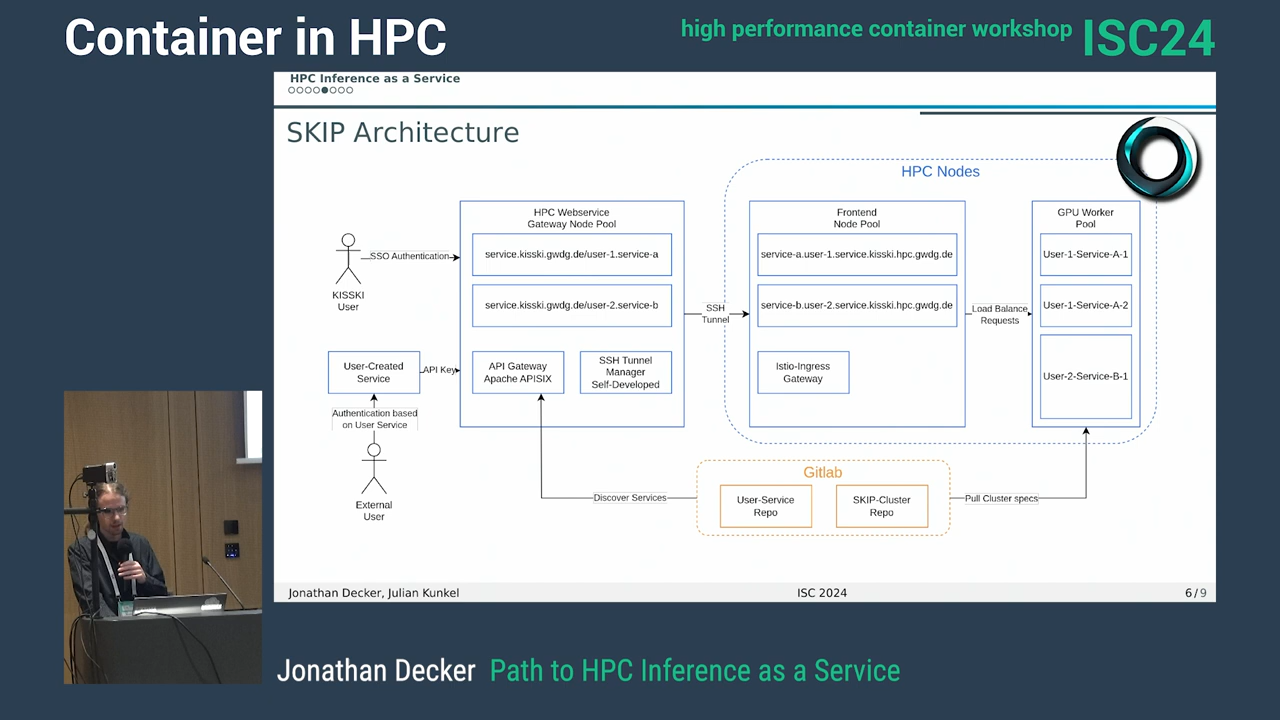 Container in HPC
high performance container workshop ISC24
HPC Inference as a Service
SKIP Architecture
HPC Nodes
HPC Webservice
Gateway Node Pool
Frontend
Node Pool
GPU Worker
Pool
service.kisski.gwdg.de/user-1.service-a
service-a.user-1.service.kisski.hpc.gwdg.de
User-1-Service-A-1
SSO Authentication
KISSKI
User
service.kisski.gwdg.de/user-2.service-b
service-b.user-2.service.kisski.hpc.gwdg.de
User-1-Service-A-2
SSH
Tunnel
Load Balance
Requests
User-Created
Service
API Key
API Gateway
Apache APISIX
SSH Tunnel
Manager
Self-Developed
Istio-Ingress
Gateway
User-2-Service-B-1
Authentication based
on User Service
External
User
Gitlab
Discover Services
User-Service
Repo
SKIP-Cluster
Repo
Pull Cluster specs
Jonathan Decker, Julian Kunkel
ISC 2024
6 / 9
Jonathan Decker Path to HPC Inference as a Service